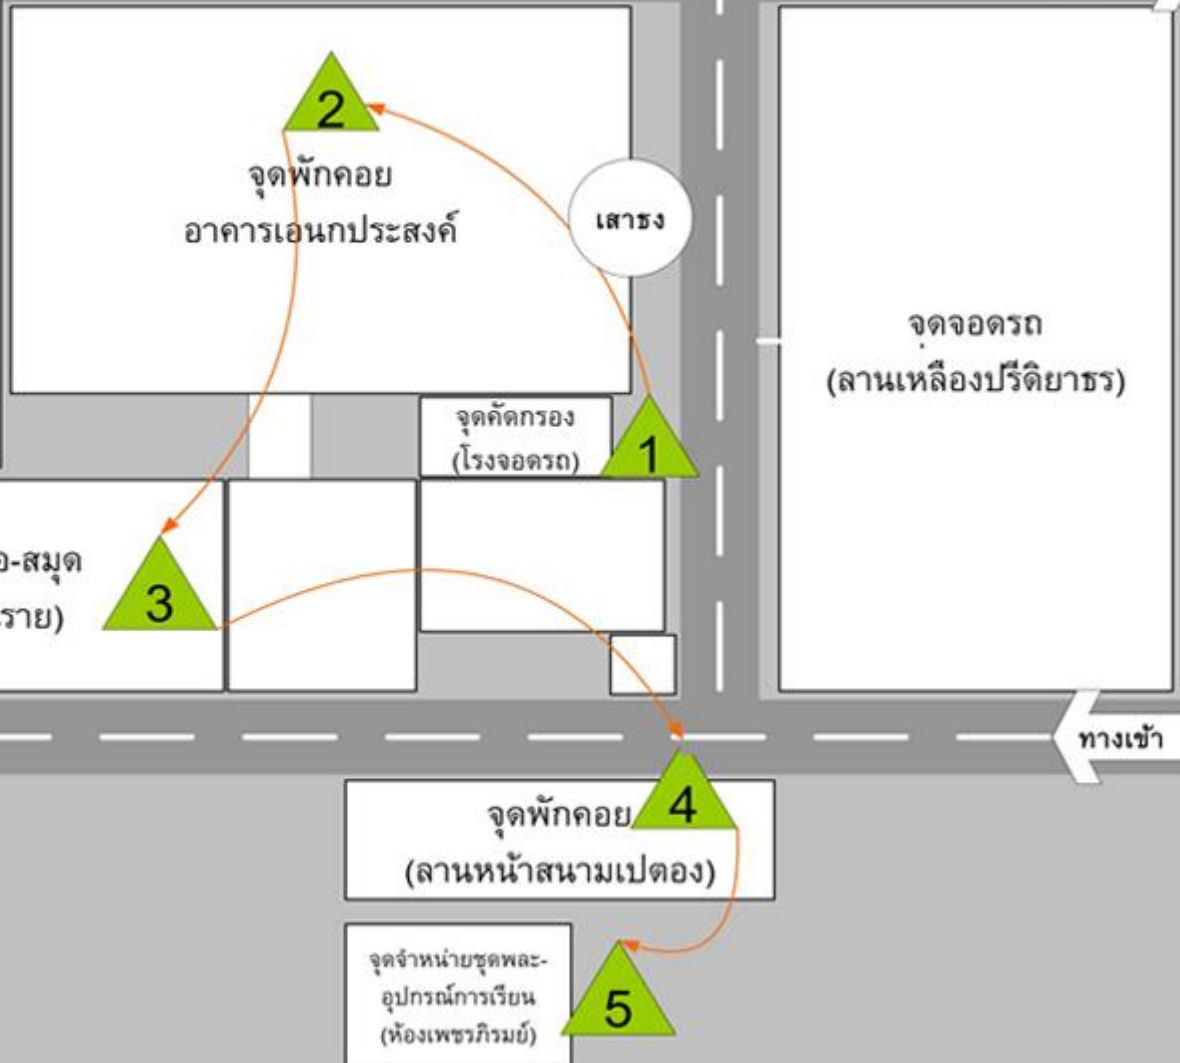 2
จุดพักคอย
อาคารเอนกประสงค์
เสาธง
จุดจอดรถ
(ลานเหลืองปรีดิยาธร)
จุดคัดกรอง
(โรงจอดรถ)
1
-สมุด
ราย)
3
ทางเข้า
จุดพักคอย
4
(ลานหน้าสนามเปตอง)
จุดจำหน่ายชุดพละ-
อุปกรณ์การเรียน
(ห้องเพชรภิรมย์)
5